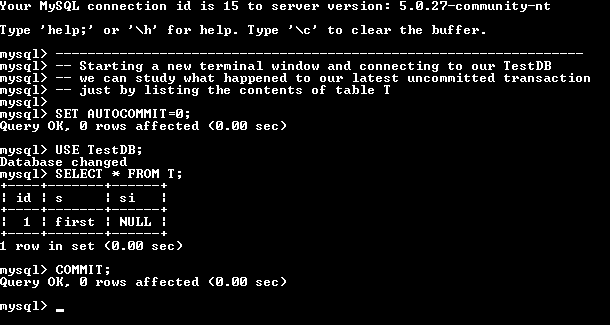 Your MySQL connection id is 15 to server version: 5.0.27-community-nt
Type 'help;' or '\h' for help. Type '\c' to clear the buffer.
mysql> ------------------------------------------------------------------
mysql> -- Starting a new terminal window and connecting to our TestDB
mysql> -- we can study what happened to our latest uncommitted transaction
mysql> -- just by listing the contents of table T
mysql>
mysql> SET AUTOCOMMIT=0;
Query OK, 0 rows affected (0.00 sec)
mysql> USE TestDB;
Database changed
mysql> SELECT * FROM T;
+----+-------+------+
| id | s     | si   |
+----+-------+------+
|  1 | first | NULL |
+----+-------+------+
1 row in set (0.00 sec)
mysql> COMMIT;
Query OK, 0 rows affected (0.00 sec)
mysql> _